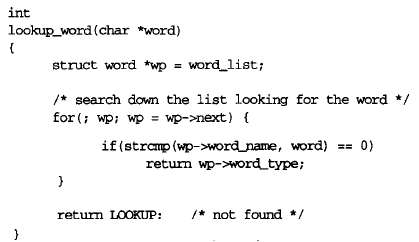 int
lookup_word(char *word)
{
struct word *wp = word_list;
/* search down the list looking for the word */
for(; wp; wp = wp->next) {
if(strcmp(wp->word_name, word) == 0)
return wp->word_type;
}
return LOOKUP: /* not found */
}